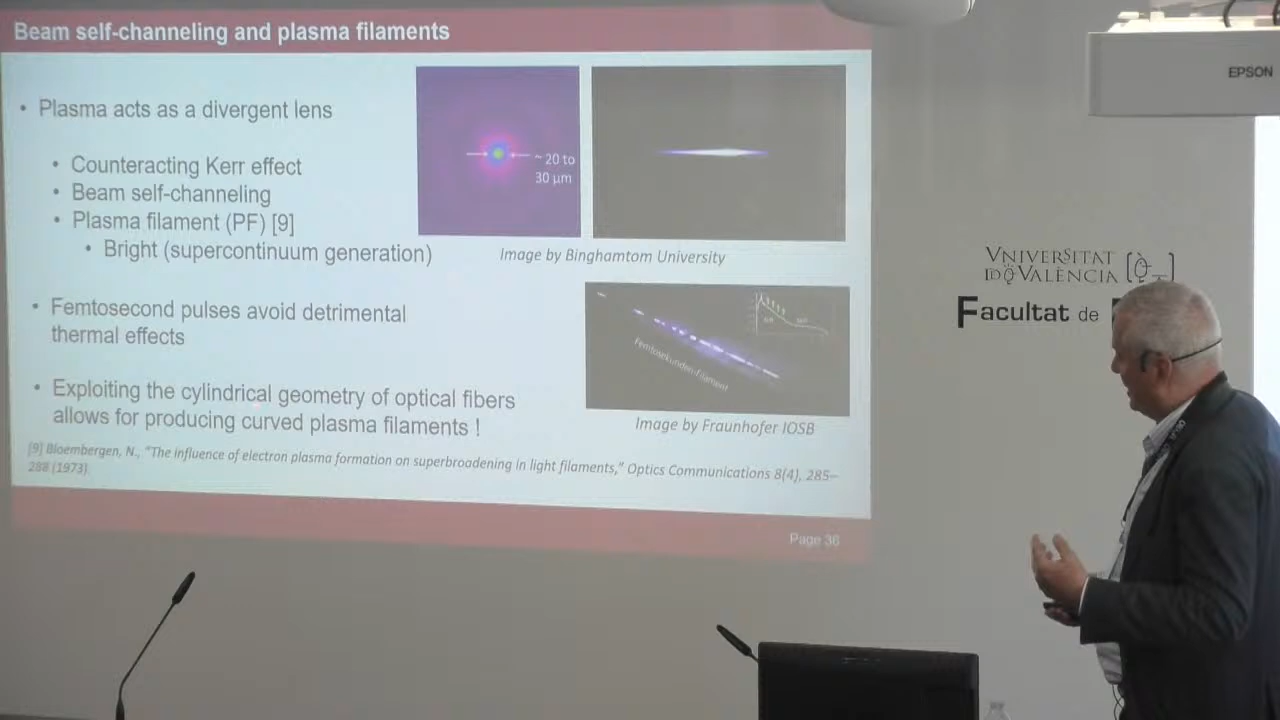 Beam self-channeling and plasma filaments
• Plasma acts as a divergent lens
• Counteracting Kerr effect
• Beam self-channeling
• Plasma filament (PF) [9]
• Bright (supercontinuum generation)
~ 20 to
30 µm
Image by Binghamtom University
• Femtosecond pulses avoid detrimental
thermal effects
Femtosekunden-Filament
Image by Fraunhofer IOSB
• Exploiting the cylindrical geometry of optical fibers
allows for producing curved plasma filaments !
[9] Bloembergen, N., “The influence of electron plasma formation on superbroadening in light filaments,” Optics Communications 8(4), 285–
288 (1973).
Page 36
EPSON
VNIVERSITAT
ID VALÈNCIA
Facultat de